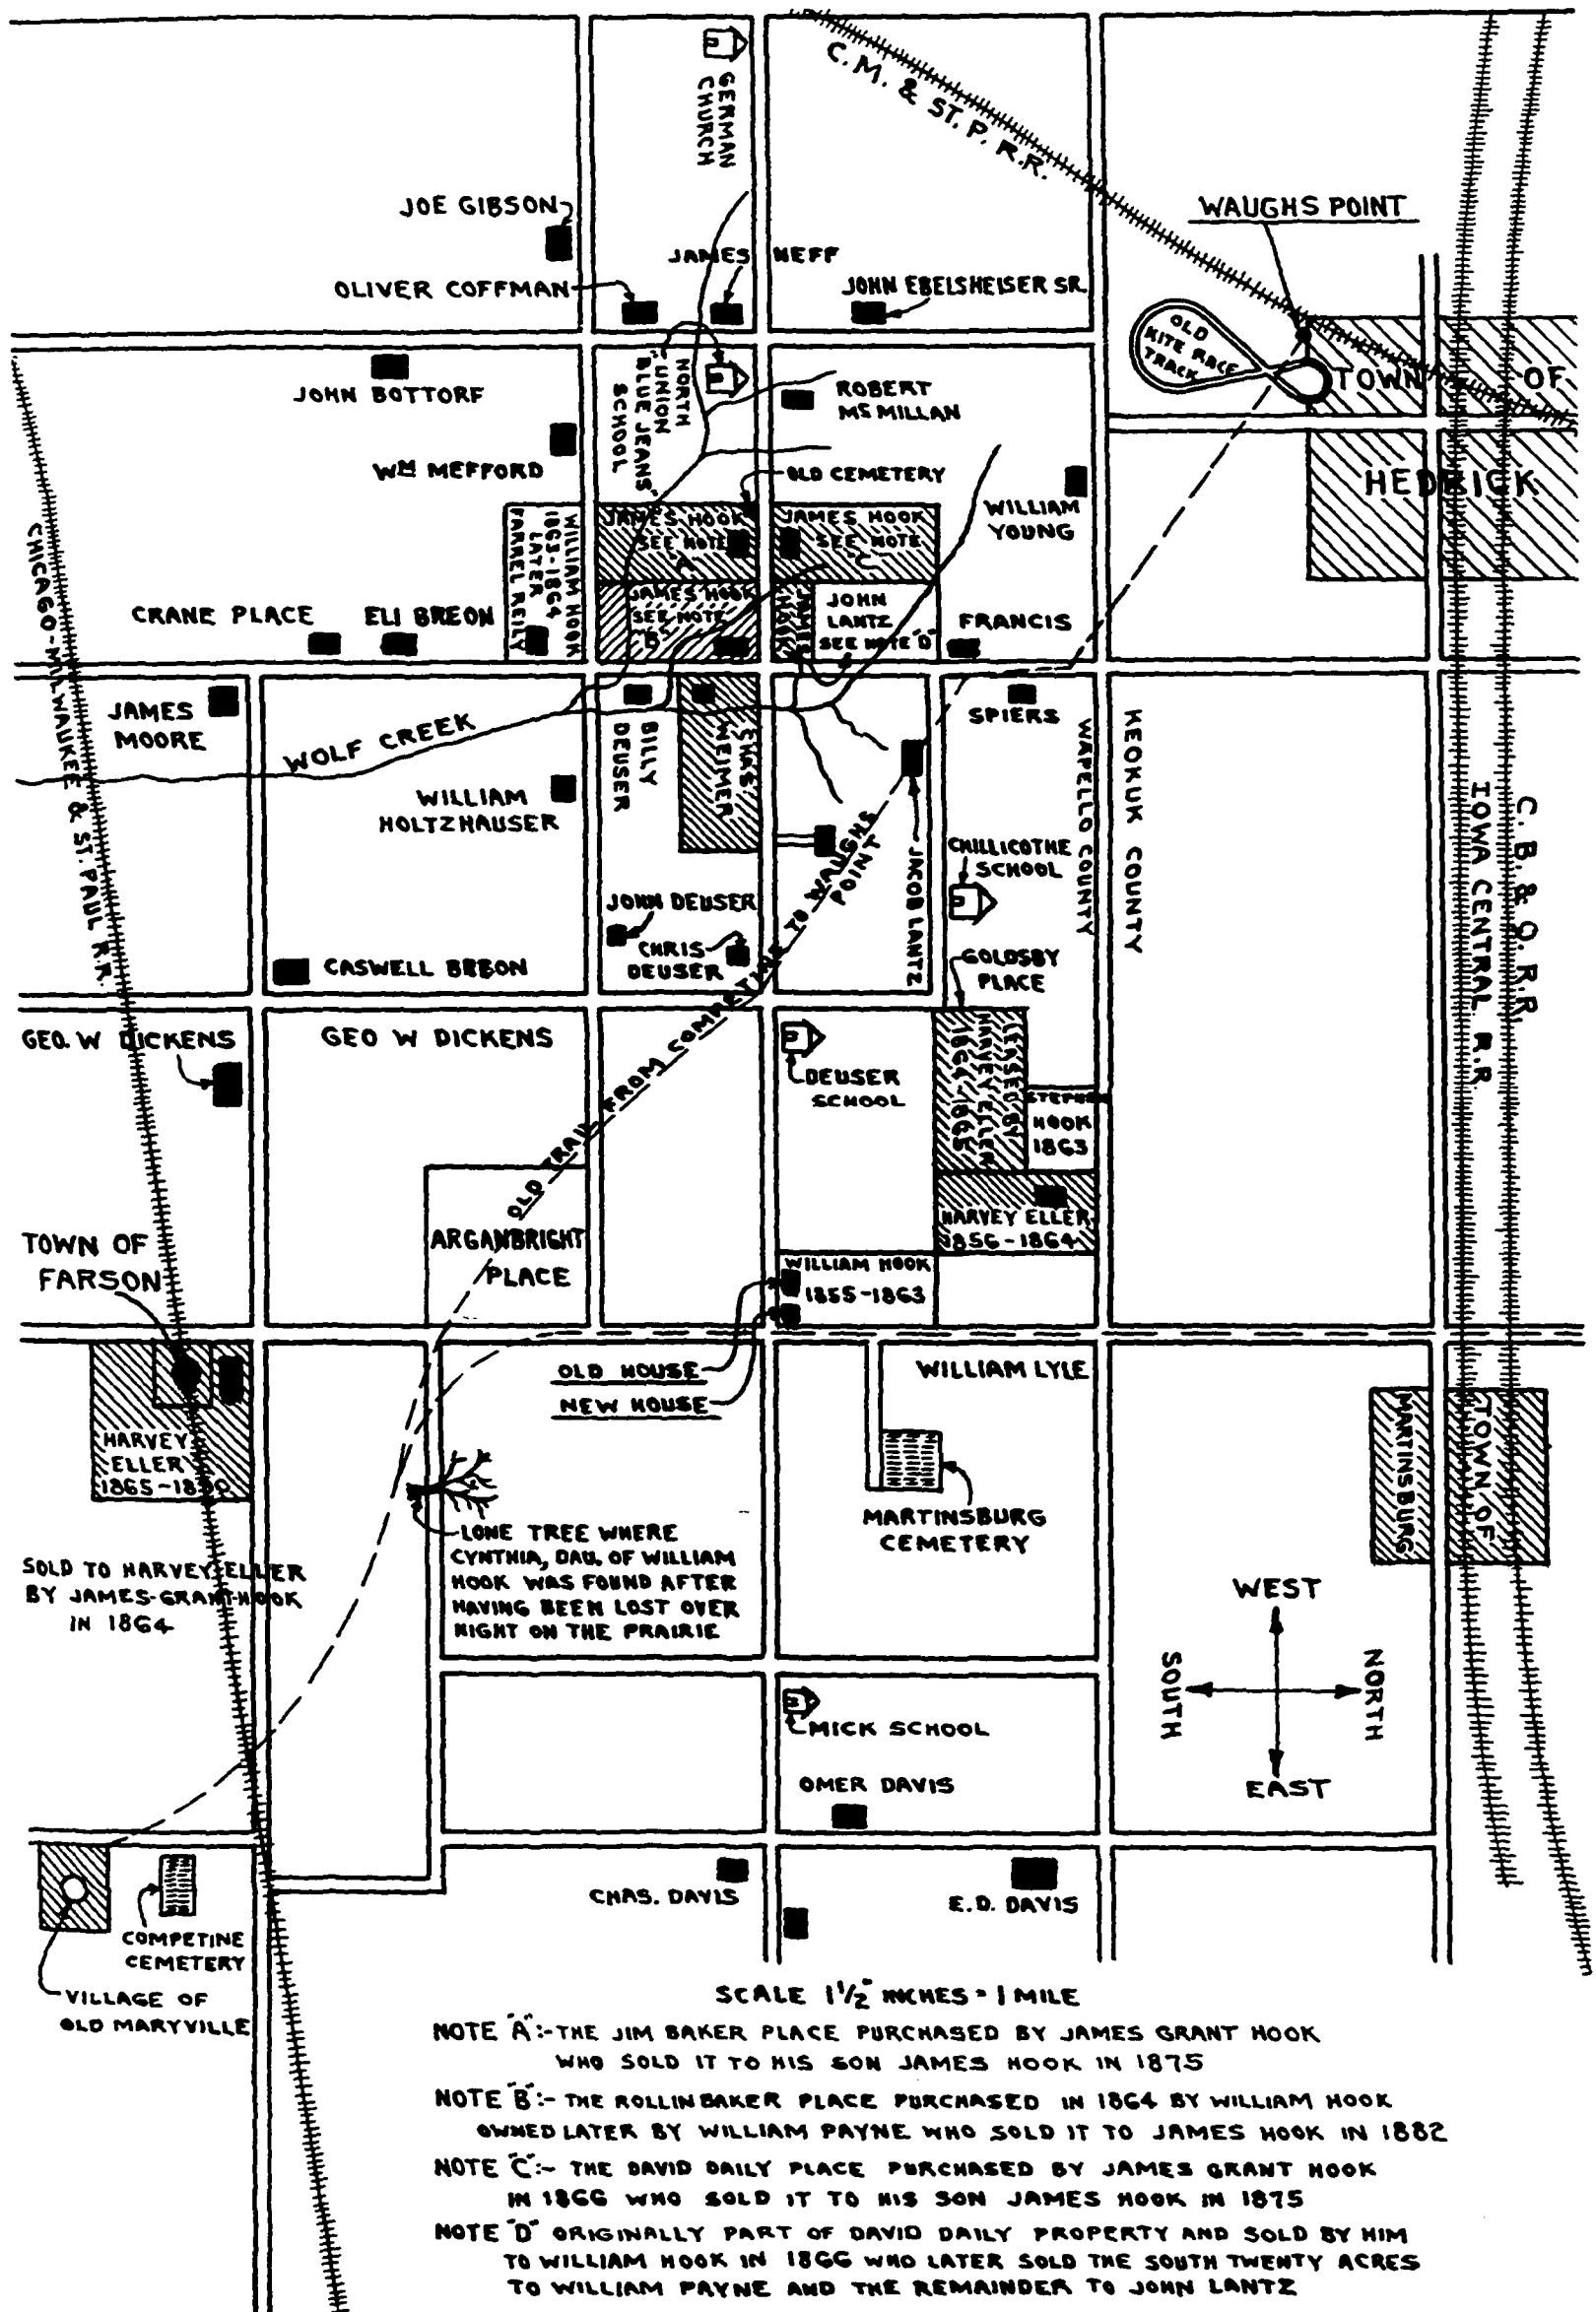 C. M. & ST. P. R.R.
GERMAN
CHURCH
JOE GIBSON
WAUGHS POINT
JAMES NEFF
OLIVER COFFMAN
JOHN EBELSHEISER SR.
OLD
KITE RACE
TRACK
TOWN OF
HEDRICK
JOHN BOTTORF
NORTH
"UNION
BLUE JEANS"
SCHOOL
ROBERT
McMILLAN
WM MEFFORD
OLD CEMETERY
WILLIAM
YOUNG
WILLIAM HOOK
1863-1864
LATER
FARREL REILY
JAMES HOOK
SEE NOTE
"A"
JAMES HOOK
SEE NOTE
"C"
JAMES HOOK
SEE NOTE
"B"
JAMES
HOOK
JOHN
LANTZ
SEE NOTE "D"
FRANCIS
CRANE PLACE
ELI BREON
CHICAGO-MILWAUKEE & ST. PAUL R.R.
JAMES
MOORE
WOLF CREEK
BILLY
DEUSER
CHAS.
WEIMER
SPIERS
KEOKUK COUNTY
WAPELLO COUNTY
WILLIAM
HOLTZHAUSER
C. B. & Q. R.R.
IOWA CENTRAL R.R.
JACOB LANTZ
CHILLICOTHE
SCHOOL
JOHN DEUSER
CHRIS
DEUSER
CASWELL BREON
GOLDSBY
PLACE
OLD TRAIL FROM COMPETINE TO WAUGHS
POINT
GEO. W DICKENS
GEO W DICKENS
DEUSER
SCHOOL
LEASED BY
HARVEY ELLER
1864-1865
STEPHEN
HOOK
1863
HARVEY ELLER
1856-1864
ARGANBRIGHT
PLACE
TOWN OF
FARSON
WILLIAM HOOK
1855-1863
OLD HOUSE
NEW HOUSE
WILLIAM LYLE
HARVEY
ELLER
1865-1890
TOWN OF
MARTINSBURG
MARTINSBURG
CEMETERY
LONE TREE WHERE
CYNTHIA, DAU. OF WILLIAM
HOOK WAS FOUND AFTER
HAVING BEEN LOST OVER
NIGHT ON THE PRAIRIE
SOLD TO HARVEY ELLER
BY JAMES-GRANT-HOOK
IN 1864
WEST
SOUTH
NORTH
EAST
MICK SCHOOL
OMER DAVIS
CHAS. DAVIS
E.D. DAVIS
COMPETINE
CEMETERY
VILLAGE OF
OLD MARYVILLE
SCALE 1 1/2" INCHES = 1 MILE
NOTE "A":-THE JIM BAKER PLACE PURCHASED BY JAMES GRANT HOOK
WHO SOLD IT TO HIS SON JAMES HOOK IN 1875
NOTE "B":- THE ROLLIN BAKER PLACE PURCHASED IN 1864 BY WILLIAM HOOK
OWNED LATER BY WILLIAM PAYNE WHO SOLD IT TO JAMES HOOK IN 1882
NOTE "C":- THE DAVID DAILY PLACE PURCHASED BY JAMES GRANT HOOK
IN 1866 WHO SOLD IT TO HIS SON JAMES HOOK IN 1875
NOTE "D" ORIGINALLY PART OF DAVID DAILY PROPERTY AND SOLD BY HIM
TO WILLIAM HOOK IN 1866 WHO LATER SOLD THE SOUTH TWENTY ACRES
TO WILLIAM PAYNE AND THE REMAINDER TO JOHN LANTZ